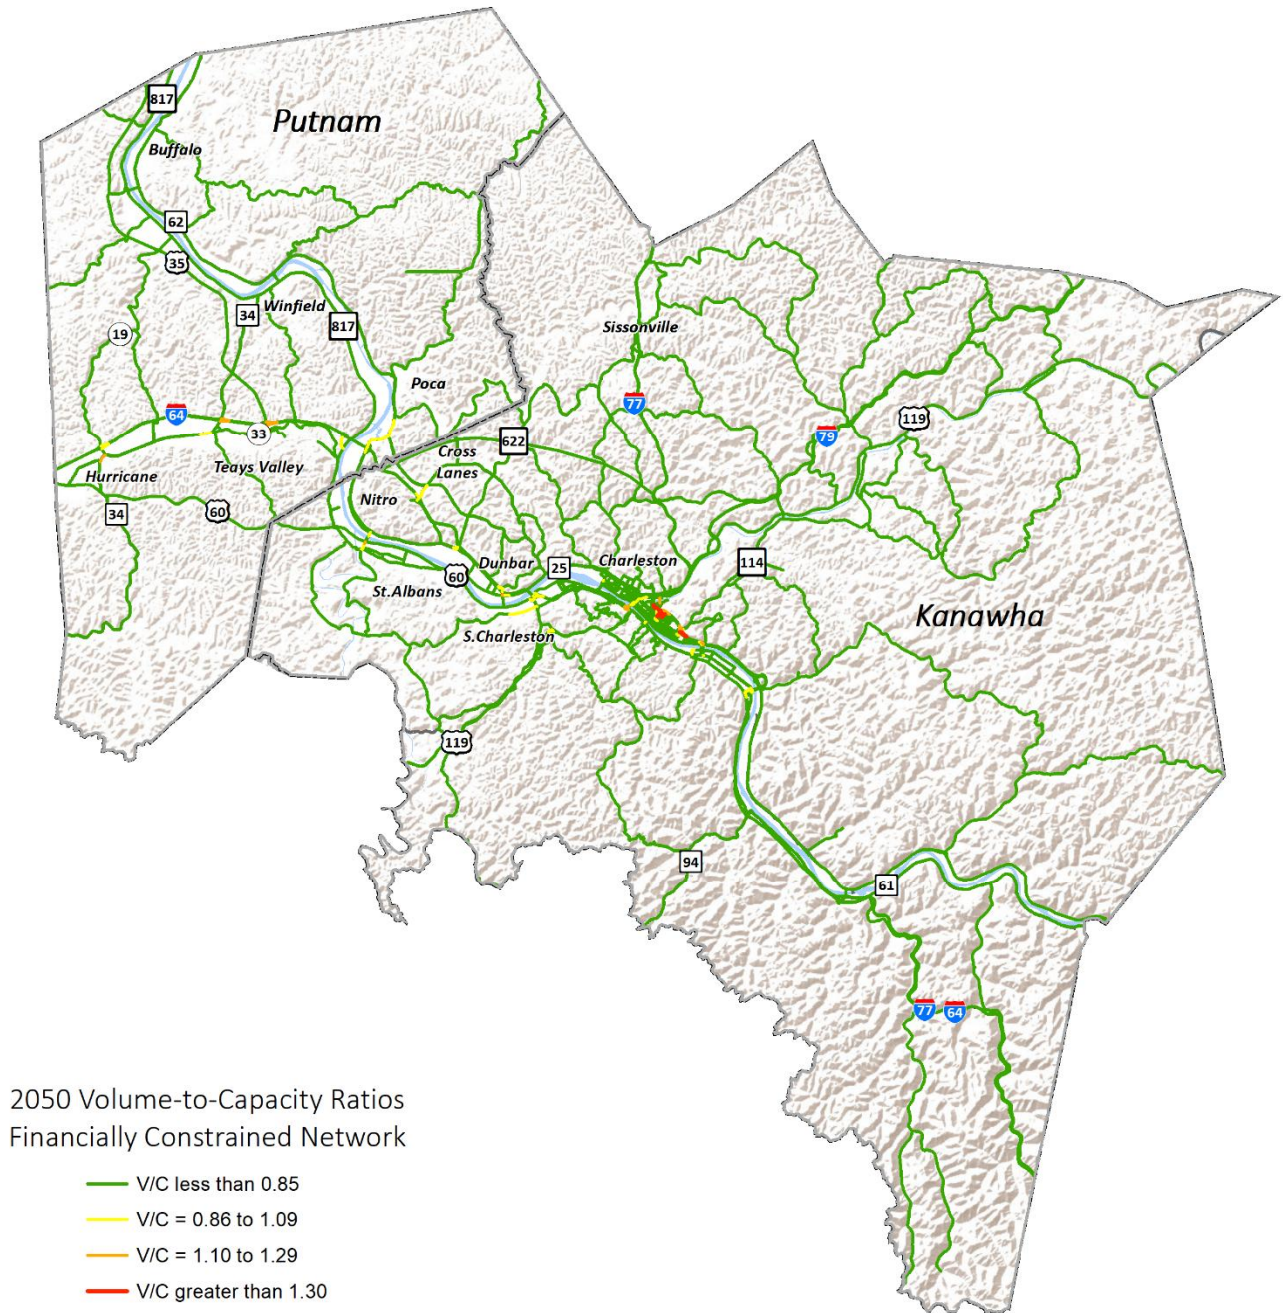 817
Putnam
Buffalo
62
35
Winfield
34
817
19
Sissonville
Poca
64
77
33
622
119
79
Cross
Lanes
Hurricane
Teays Valley
Nitro
34
60
Dunbar
25
Charleston
114
60
St.Albans
Kanawha
S.Charleston
119
94
61
77
64
2050 Volume-to-Capacity Ratios
Financially Constrained Network
V/C less than 0.85
V/C = 0.86 to 1.09
V/C = 1.10 to 1.29
V/C greater than 1.30